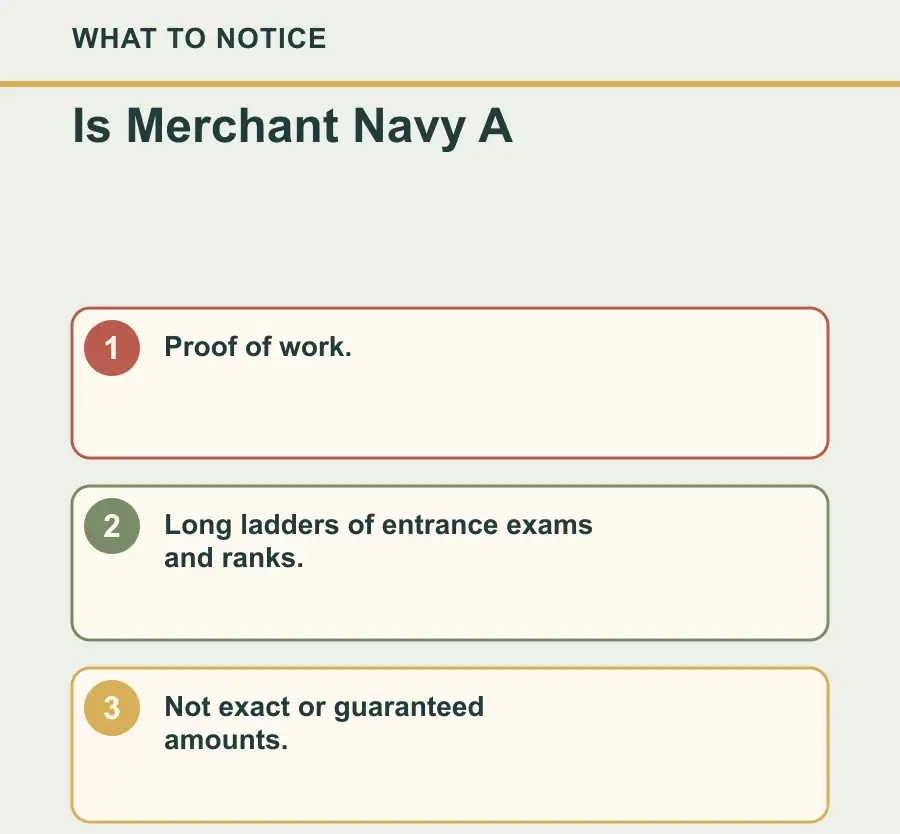 WHAT TO NOTICE
Is Merchant Navy A
1
Proof of work.
2
Long ladders of entrance exams
and ranks.
3
Not exact or guaranteed
amounts.